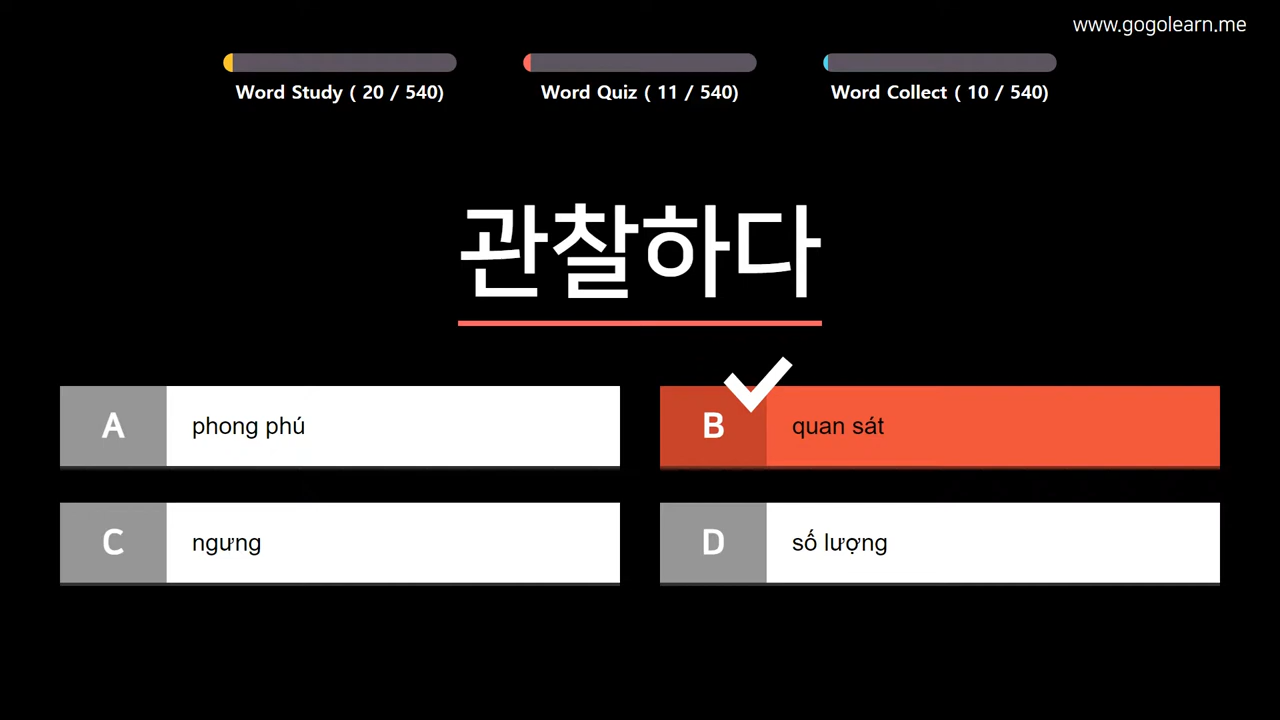 www.gogolearn.me
Word Study ( 20 / 540)
Word Quiz ( 11 / 540)
Word Collect ( 10 / 540)
관찰하다
A phong phú
B quan sát
C ngưng
D số lượng